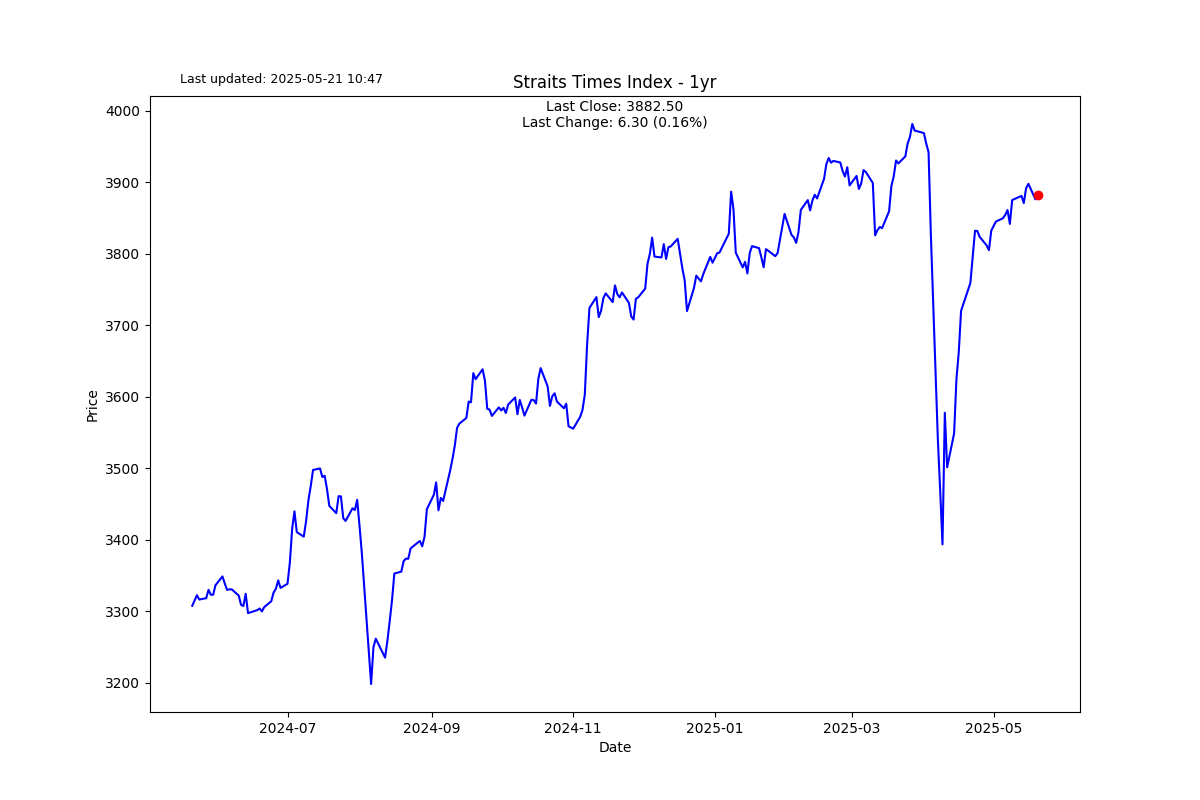 Last updated: 2025-05-21 10:47
Straits Times Index - 1yr
Last Close: 3882.50
Last Change: 6.30 (0.16%)
4000
3900
3800
3700
3600
3500
3400
3300
3200
Price
2024-07
2024-09
2024-11
2025-01
2025-03
2025-05
Date